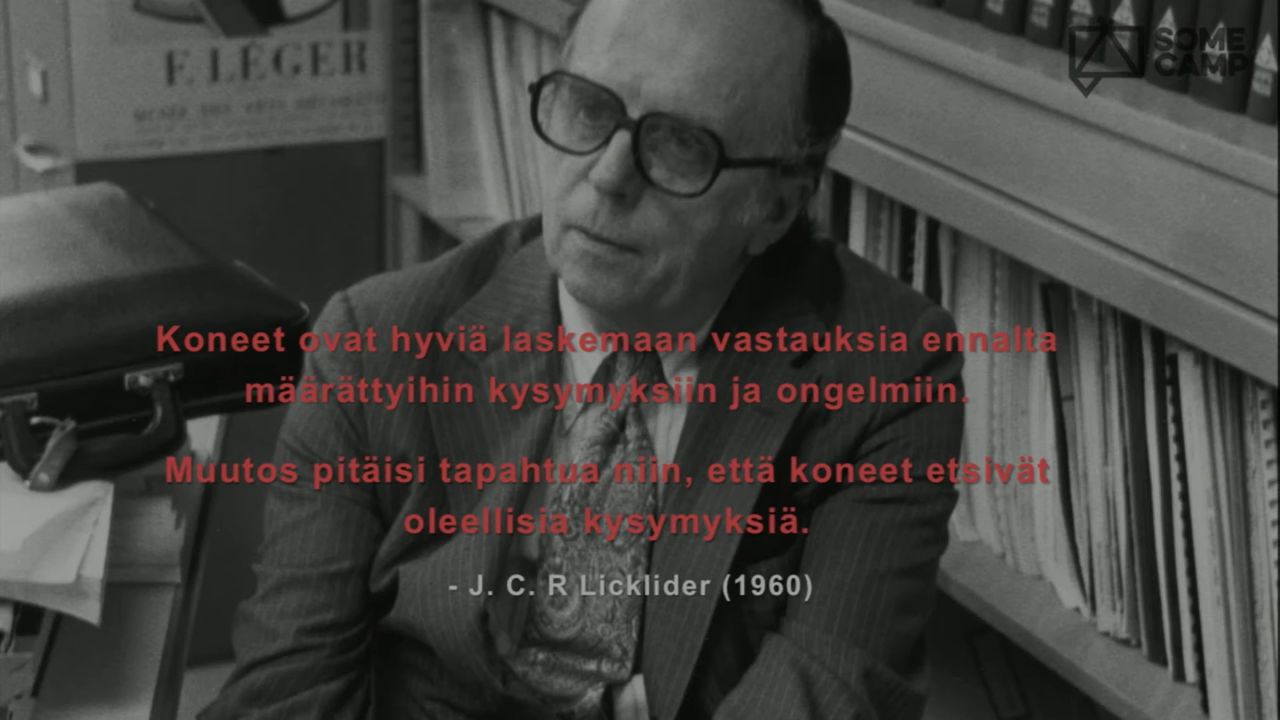 F. LÉGER
SOME
CAMP
Koneet ovat hyviä laskemaan vastauksia ennalta
määrättyihin kysymyksiin ja ongelmiin.
Muutos pitäisi tapahtua niin, että koneet etsivät
oleellisia kysymyksiä.
- J. C. R Licklider (1960)